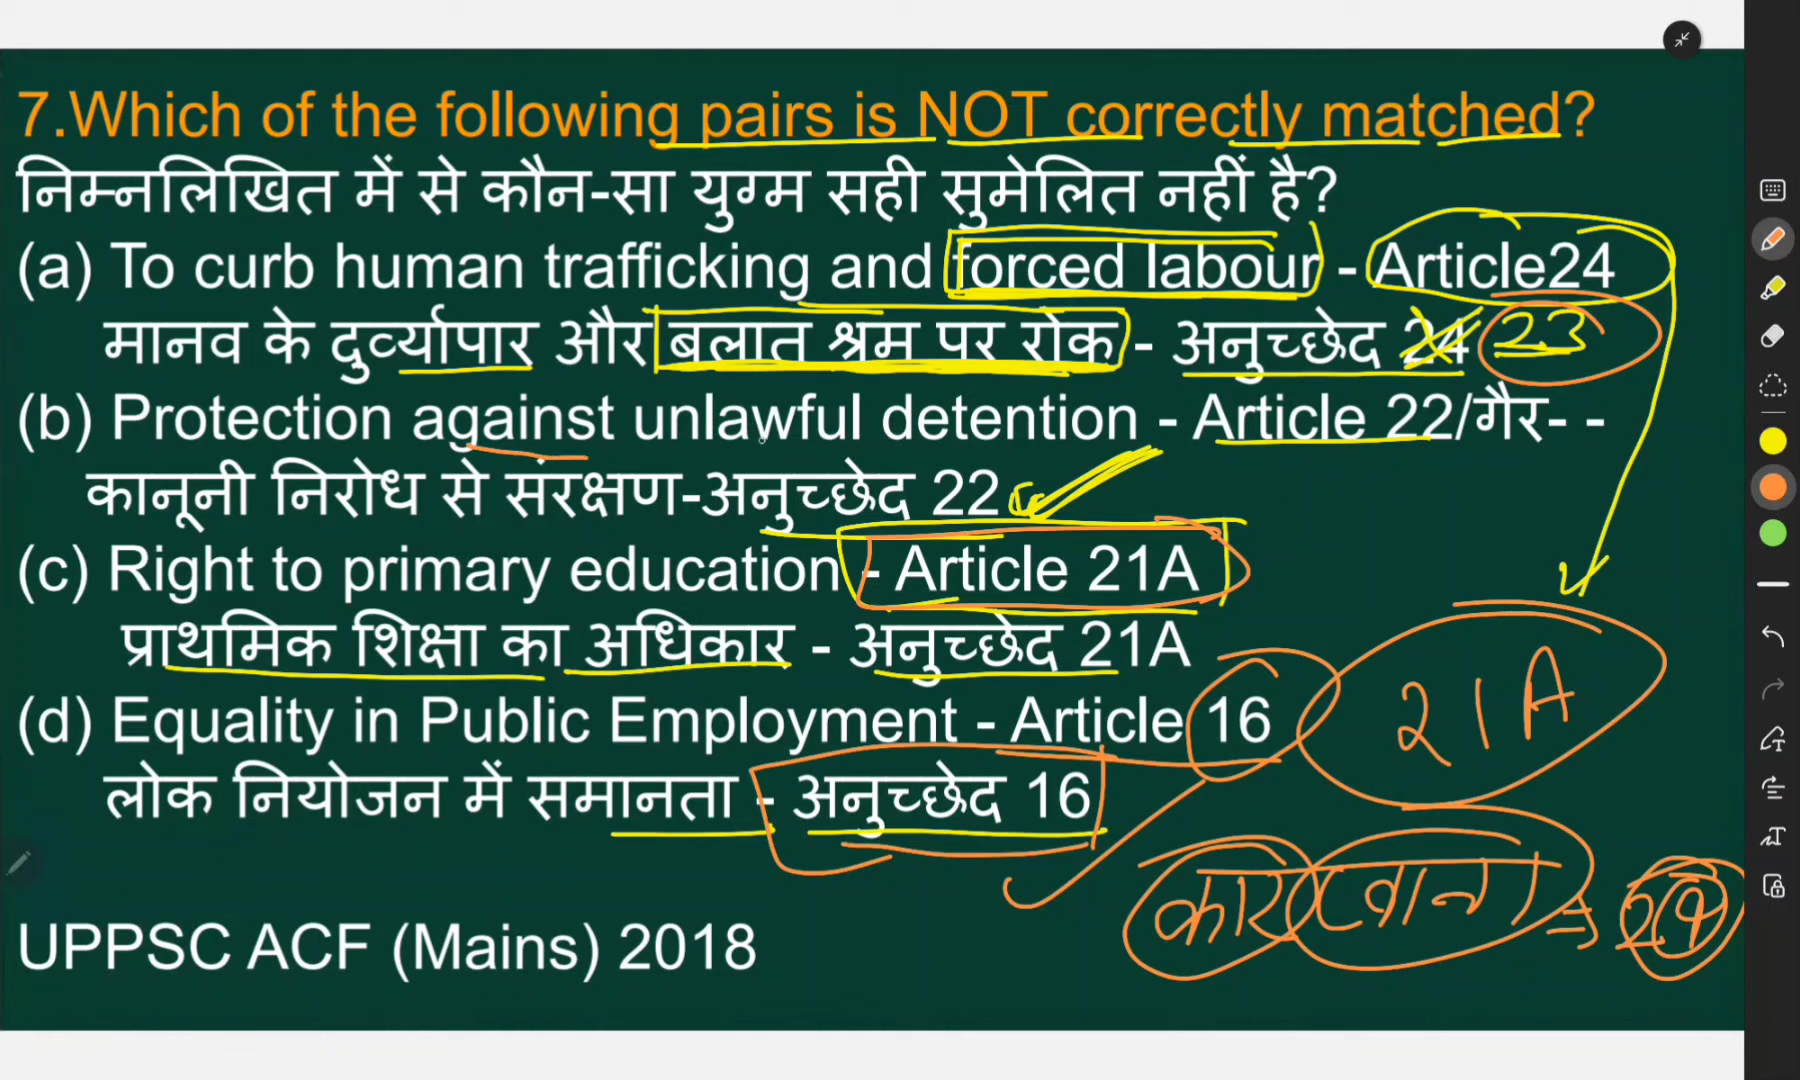 7.Which of the following pairs is NOT correctly matched?
निम्नलिखित में से कौन-सा युग्म सही सुमेलित नहीं है?
(a) To curb human trafficking and forced labour - Article24
मानव के दुर्व्यापार और बलात श्रम पर रोक - अनुच्छेद 24 23
(b) Protection against unlawful detention - Article 22/गैर- -
कानूनी निरोध से संरक्षण-अनुच्छेद 22
(c) Right to primary education - Article 21A
प्राथमिक शिक्षा का अधिकार - अनुच्छेद 21A
(d) Equality in Public Employment - Article 16
21A
लोक नियोजन में समानता - अनुच्छेद 16
कारखाना = 24
UPPSC ACF (Mains) 2018